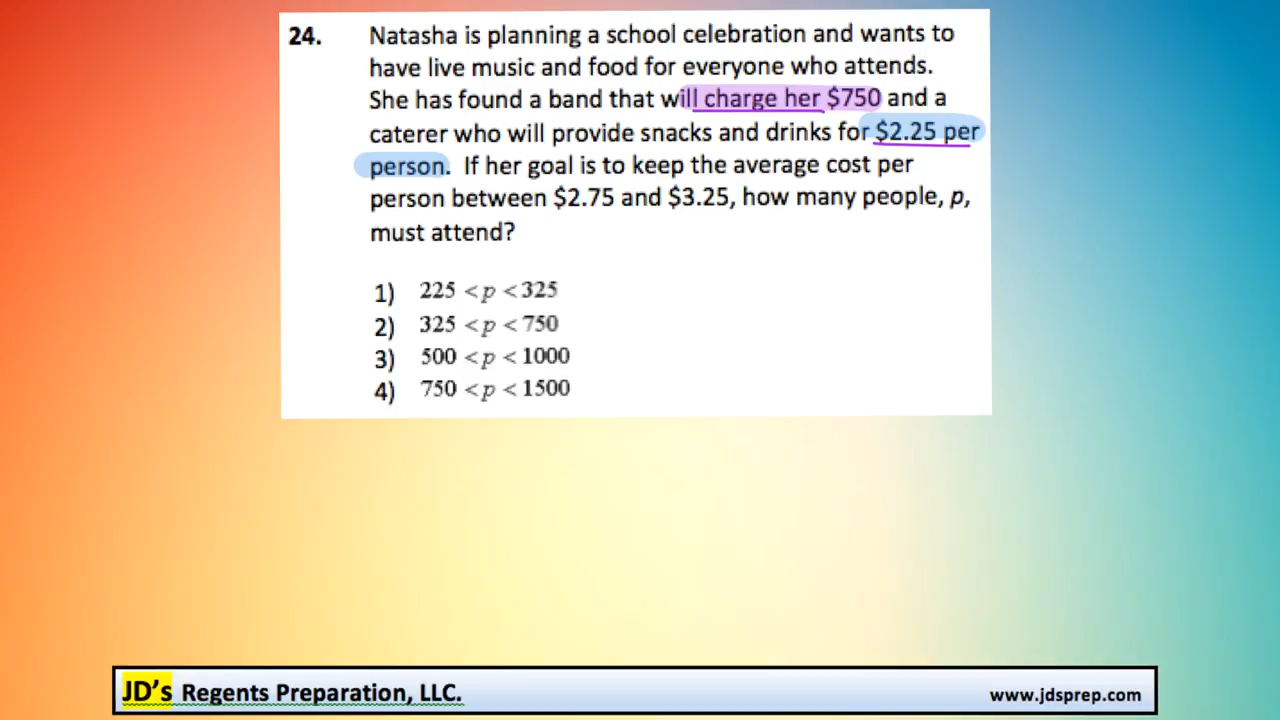 24. Natasha is planning a school celebration and wants to
have live music and food for everyone who attends.
She has found a band that will charge her $750 and a
caterer who will provide snacks and drinks for $2.25 per
person. If her goal is to keep the average cost per
person between $2.75 and $3.25, how many people, p,
must attend?
1) 225 < p < 325
2) 325 < p < 750
3) 500 < p < 1000
4) 750 < p < 1500
JD's Regents Preparation, LLC.
www.jdsprep.com